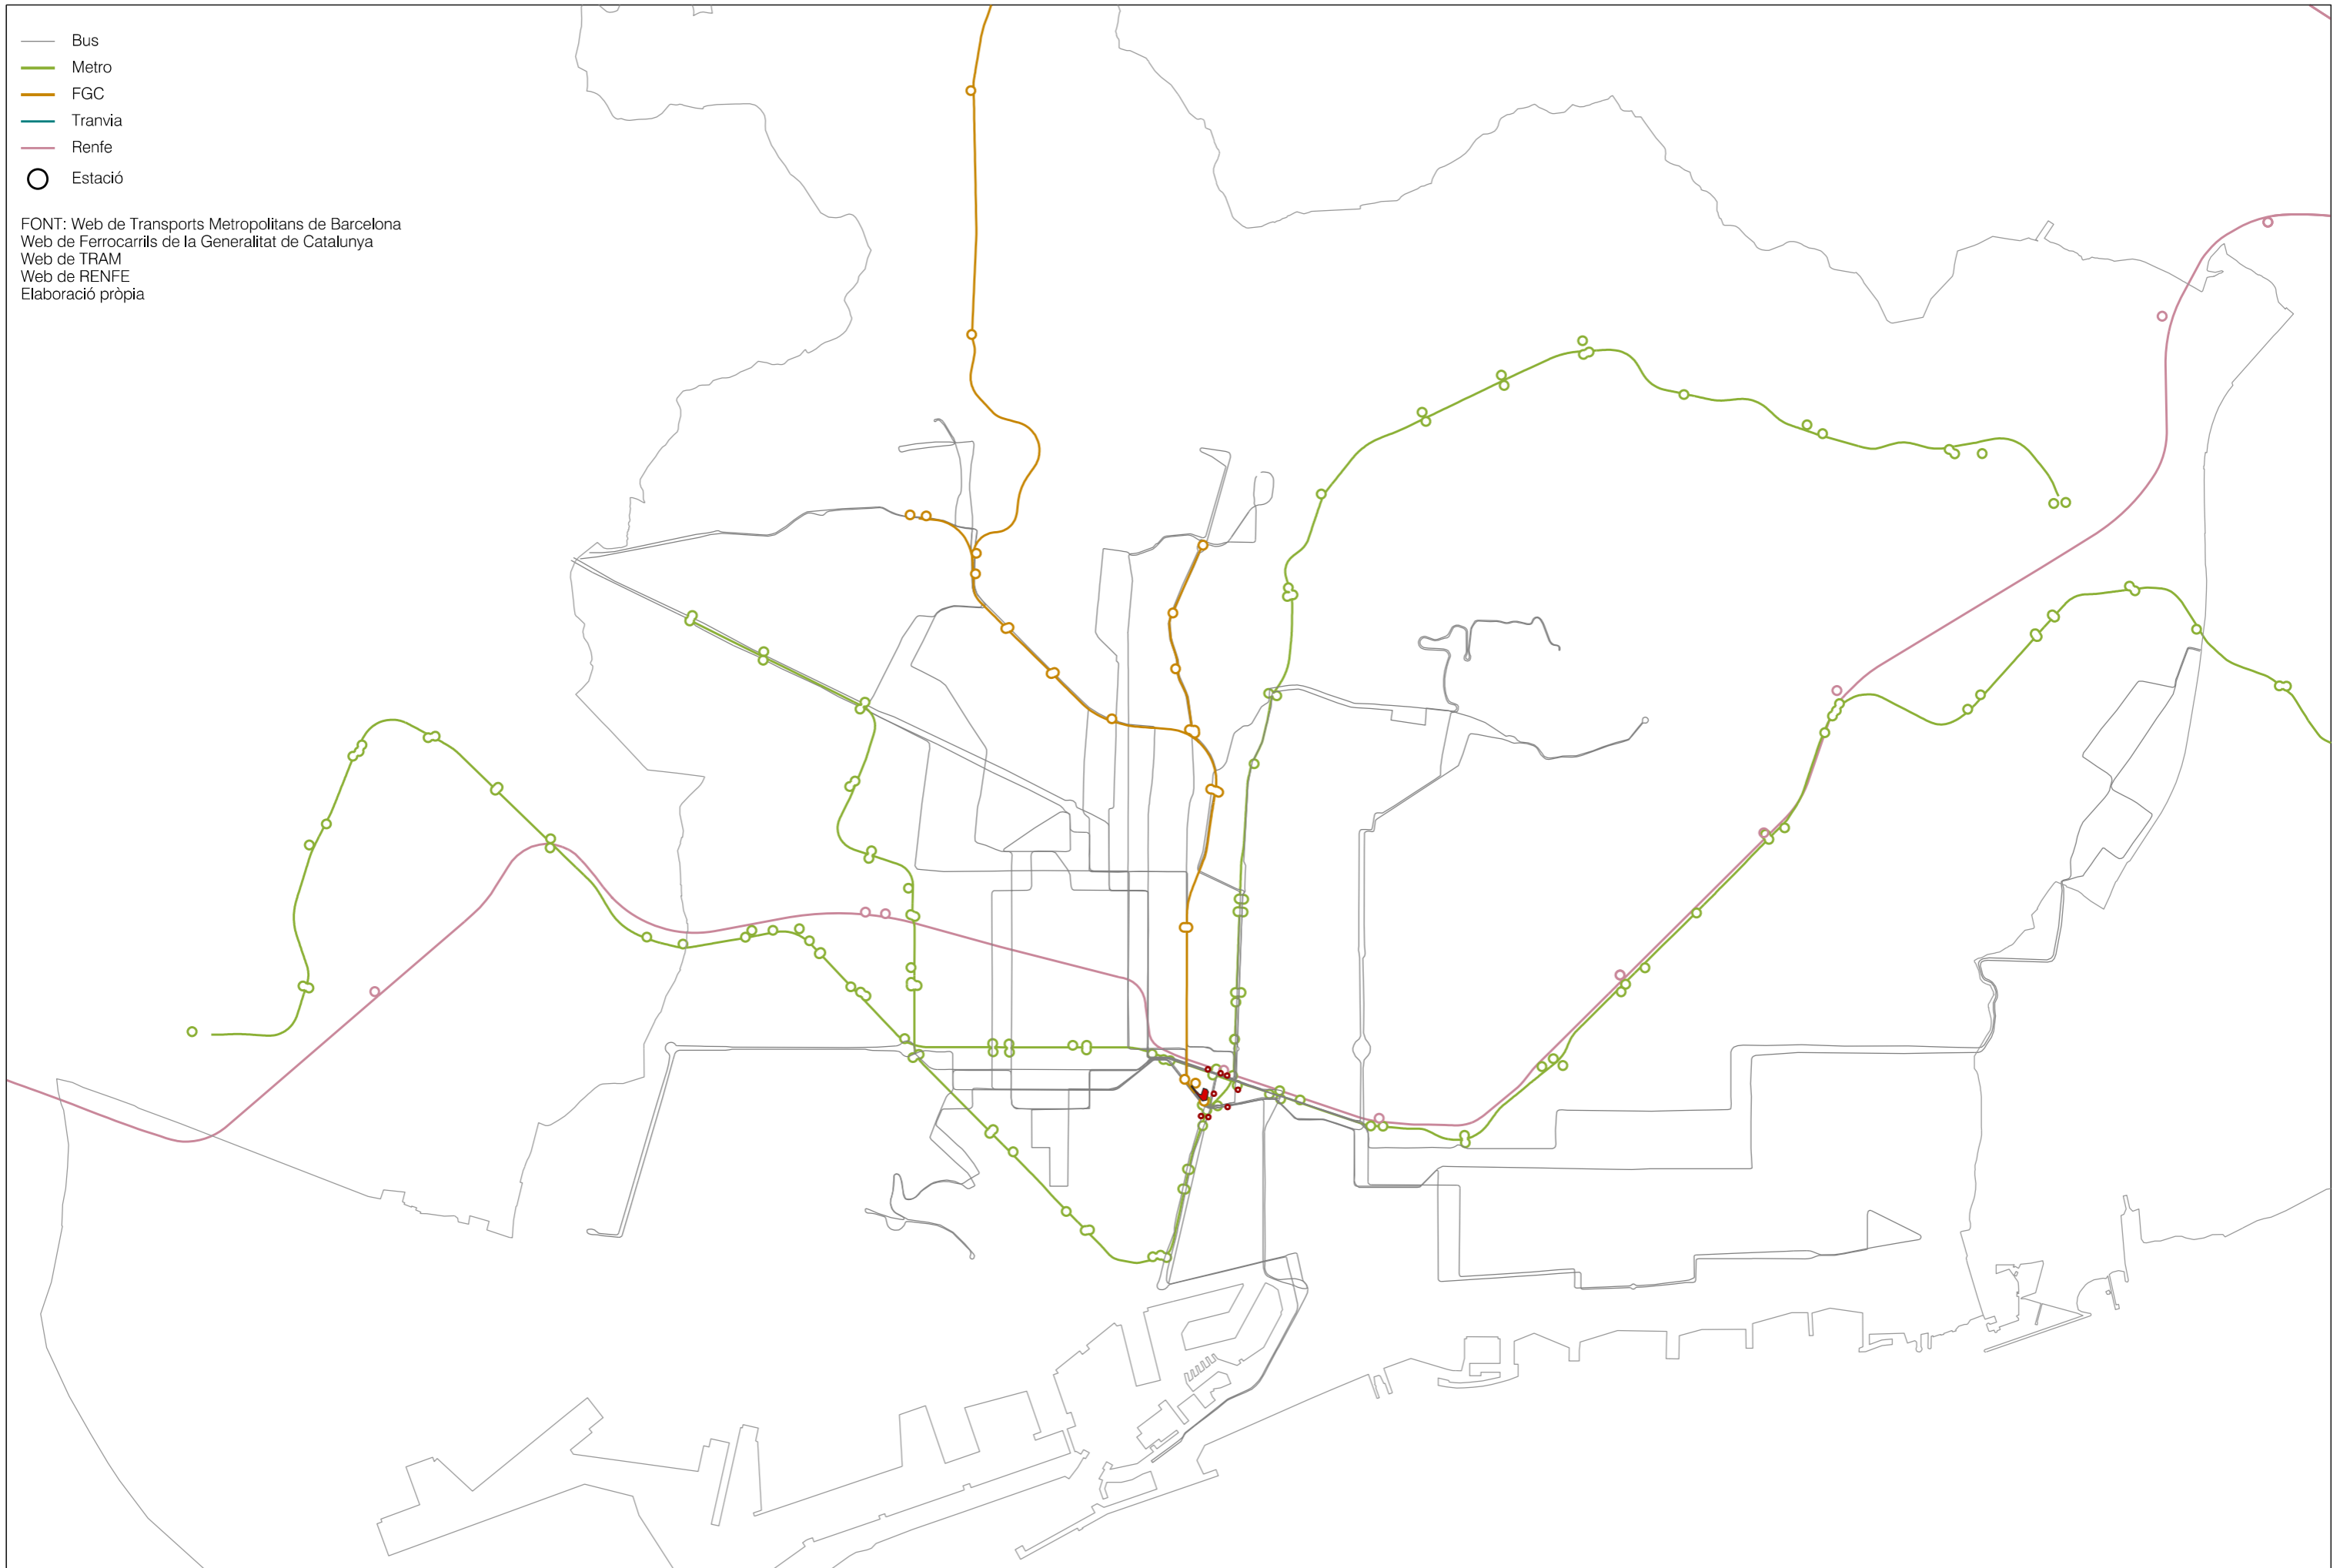 Bus
Metro
FGC
Tranvia
Renfe
Estació
FONT: Web de Transports Metropolitans de Barcelona
Web de Ferrocarrils de la Generalitat de Catalunya
Web de TRAM
Web de RENFE
Elaboració pròpia